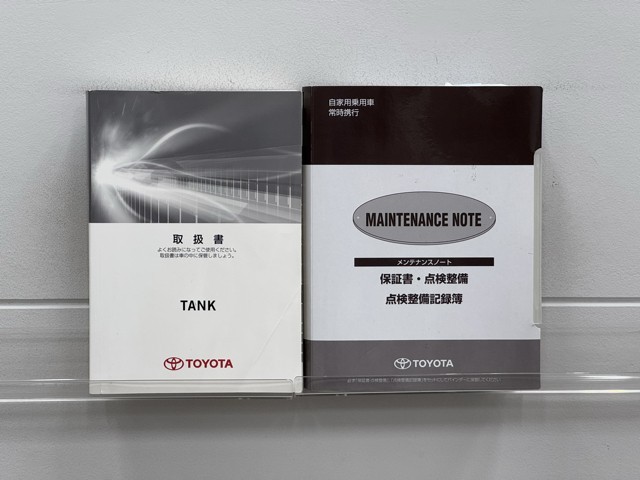 取扱書
よくお読みになってご使用ください。
取扱書は車の中に保管しましょう。
TANK
TOYOTA
自家用乗用車
常時携行
MAINTENANCE NOTE
メンテナンスノート
保証書・点検整備
点検整備記録簿
TOYOTA